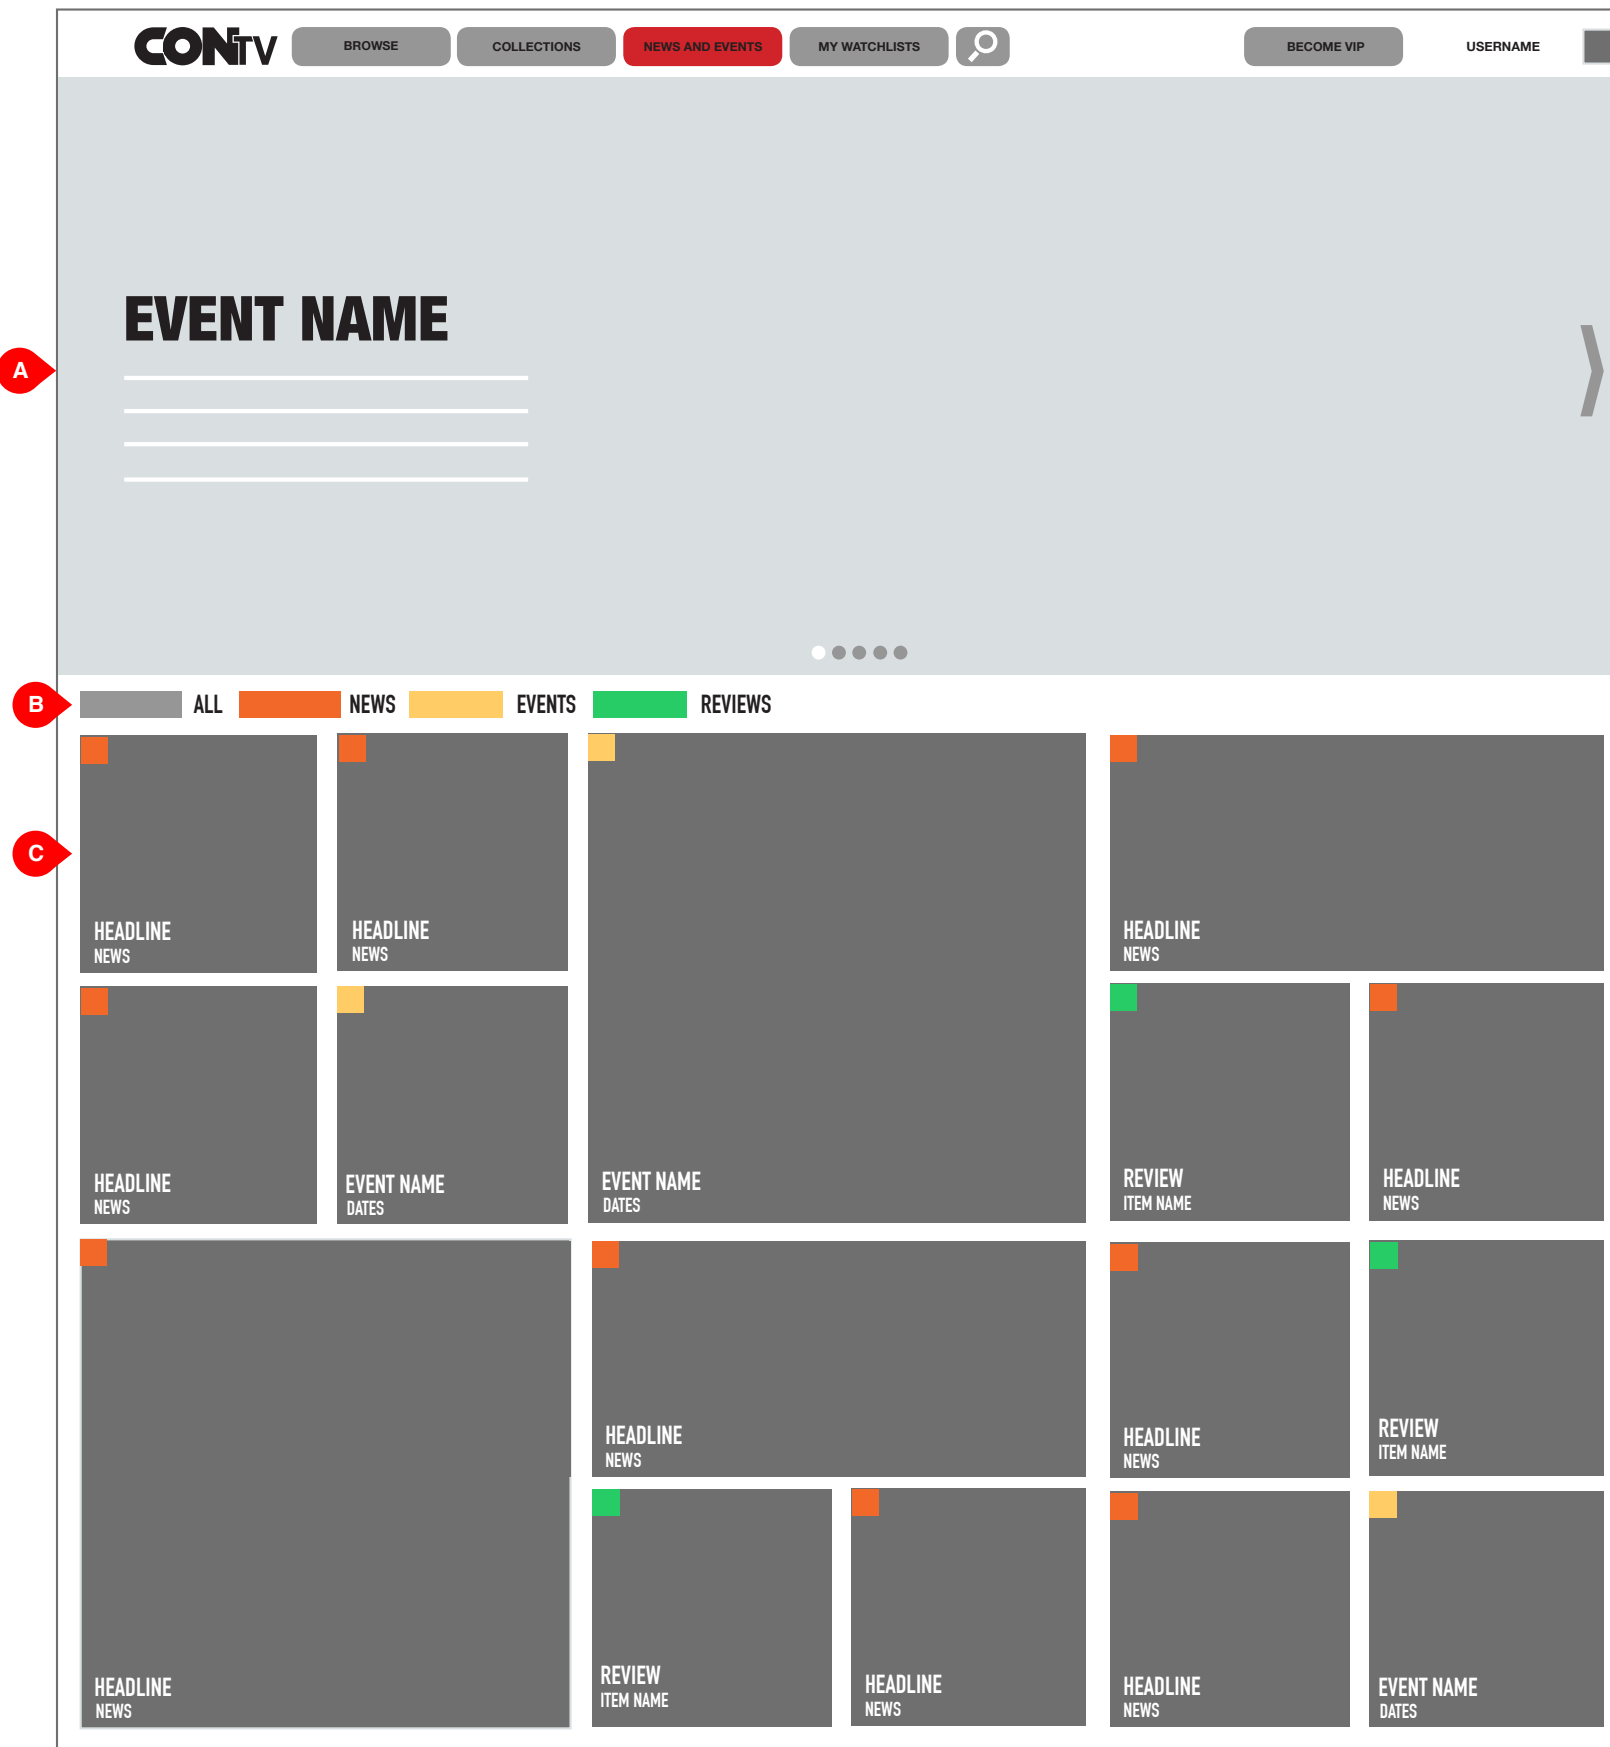 CONTV BROWSE COLLECTIONS NEWS AND EVENTS MY WATCHLISTS BECOME VIP USERNAME
EVENT NAME
A
B ALL NEWS EVENTS REVIEWS
C
HEADLINE
NEWS
HEADLINE
NEWS
HEADLINE
NEWS
HEADLINE
NEWS
EVENT NAME
DATES
EVENT NAME
DATES
REVIEW
ITEM NAME
HEADLINE
NEWS
HEADLINE
NEWS
HEADLINE
NEWS
HEADLINE
NEWS
REVIEW
ITEM NAME
REVIEW
ITEM NAME
HEADLINE
NEWS
HEADLINE
NEWS
EVENT NAME
DATES